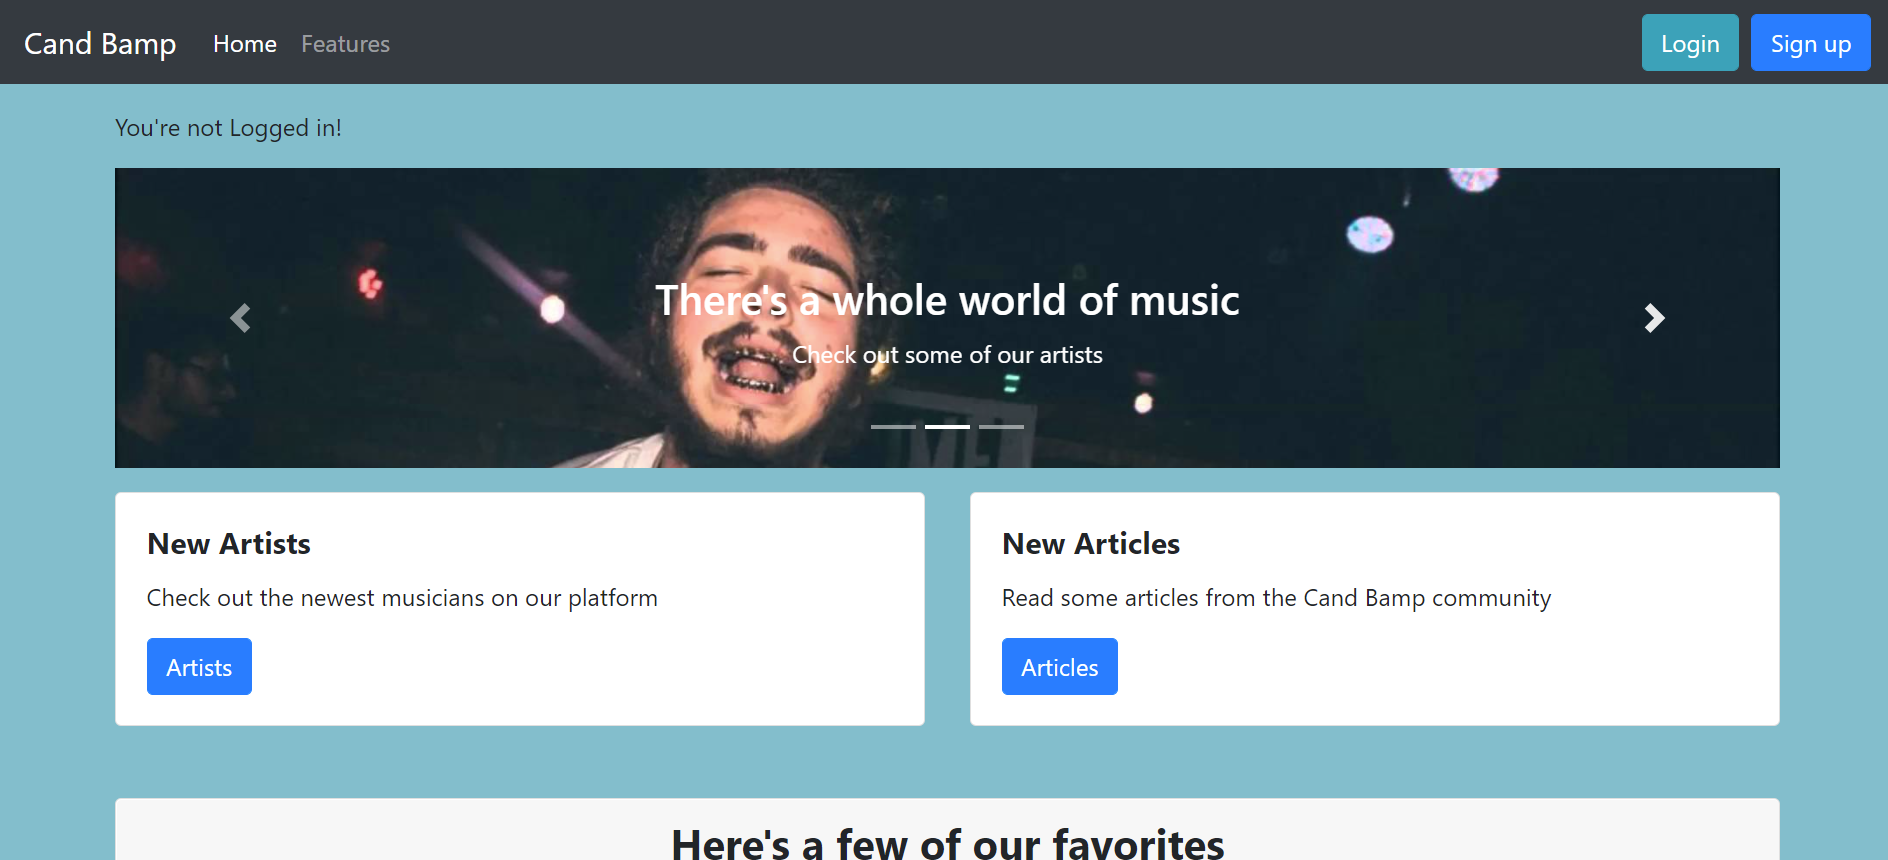 Cand Bamp Home Features Login Sign up
You're not Logged in!
There's a whole world of music
Check out some of our artists
New Artists
Check out the newest musicians on our platform
Artists
New Articles
Read some articles from the Cand Bamp community
Articles
Here's a few of our favorites